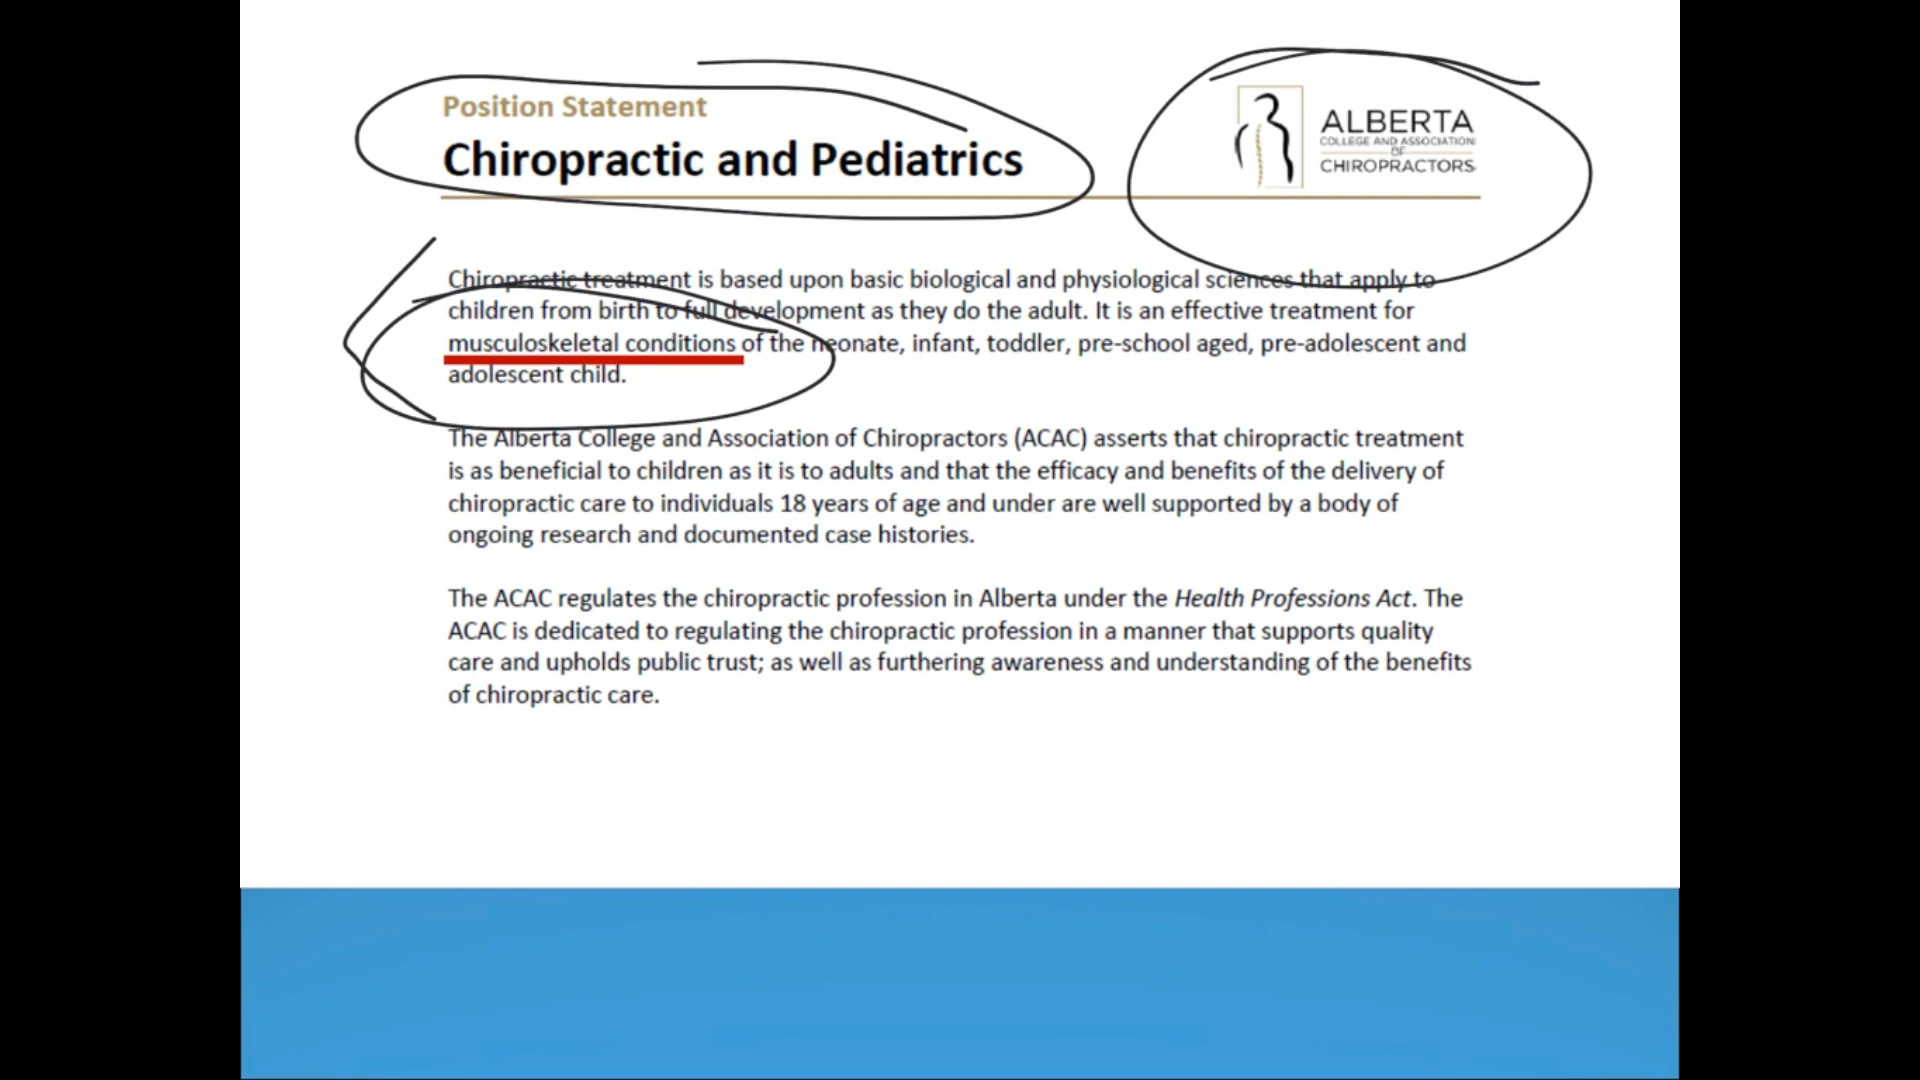 Position Statement
Chiropractic and Pediatrics
ALBERTA
COLLEGE AND ASSOCIATION
OF
CHIROPRACTORS
Chiropractic treatment is based upon basic biological and physiological sciences that apply to
children from birth to full development as they do the adult. It is an effective treatment for
musculoskeletal conditions of the neonate, infant, toddler, pre-school aged, pre-adolescent and
adolescent child.
The Alberta College and Association of Chiropractors (ACAC) asserts that chiropractic treatment
is as beneficial to children as it is to adults and that the efficacy and benefits of the delivery of
chiropractic care to individuals 18 years of age and under are well supported by a body of
ongoing research and documented case histories.
The ACAC regulates the chiropractic profession in Alberta under the Health Professions Act. The
ACAC is dedicated to regulating the chiropractic profession in a manner that supports quality
care and upholds public trust; as well as furthering awareness and understanding of the benefits
of chiropractic care.